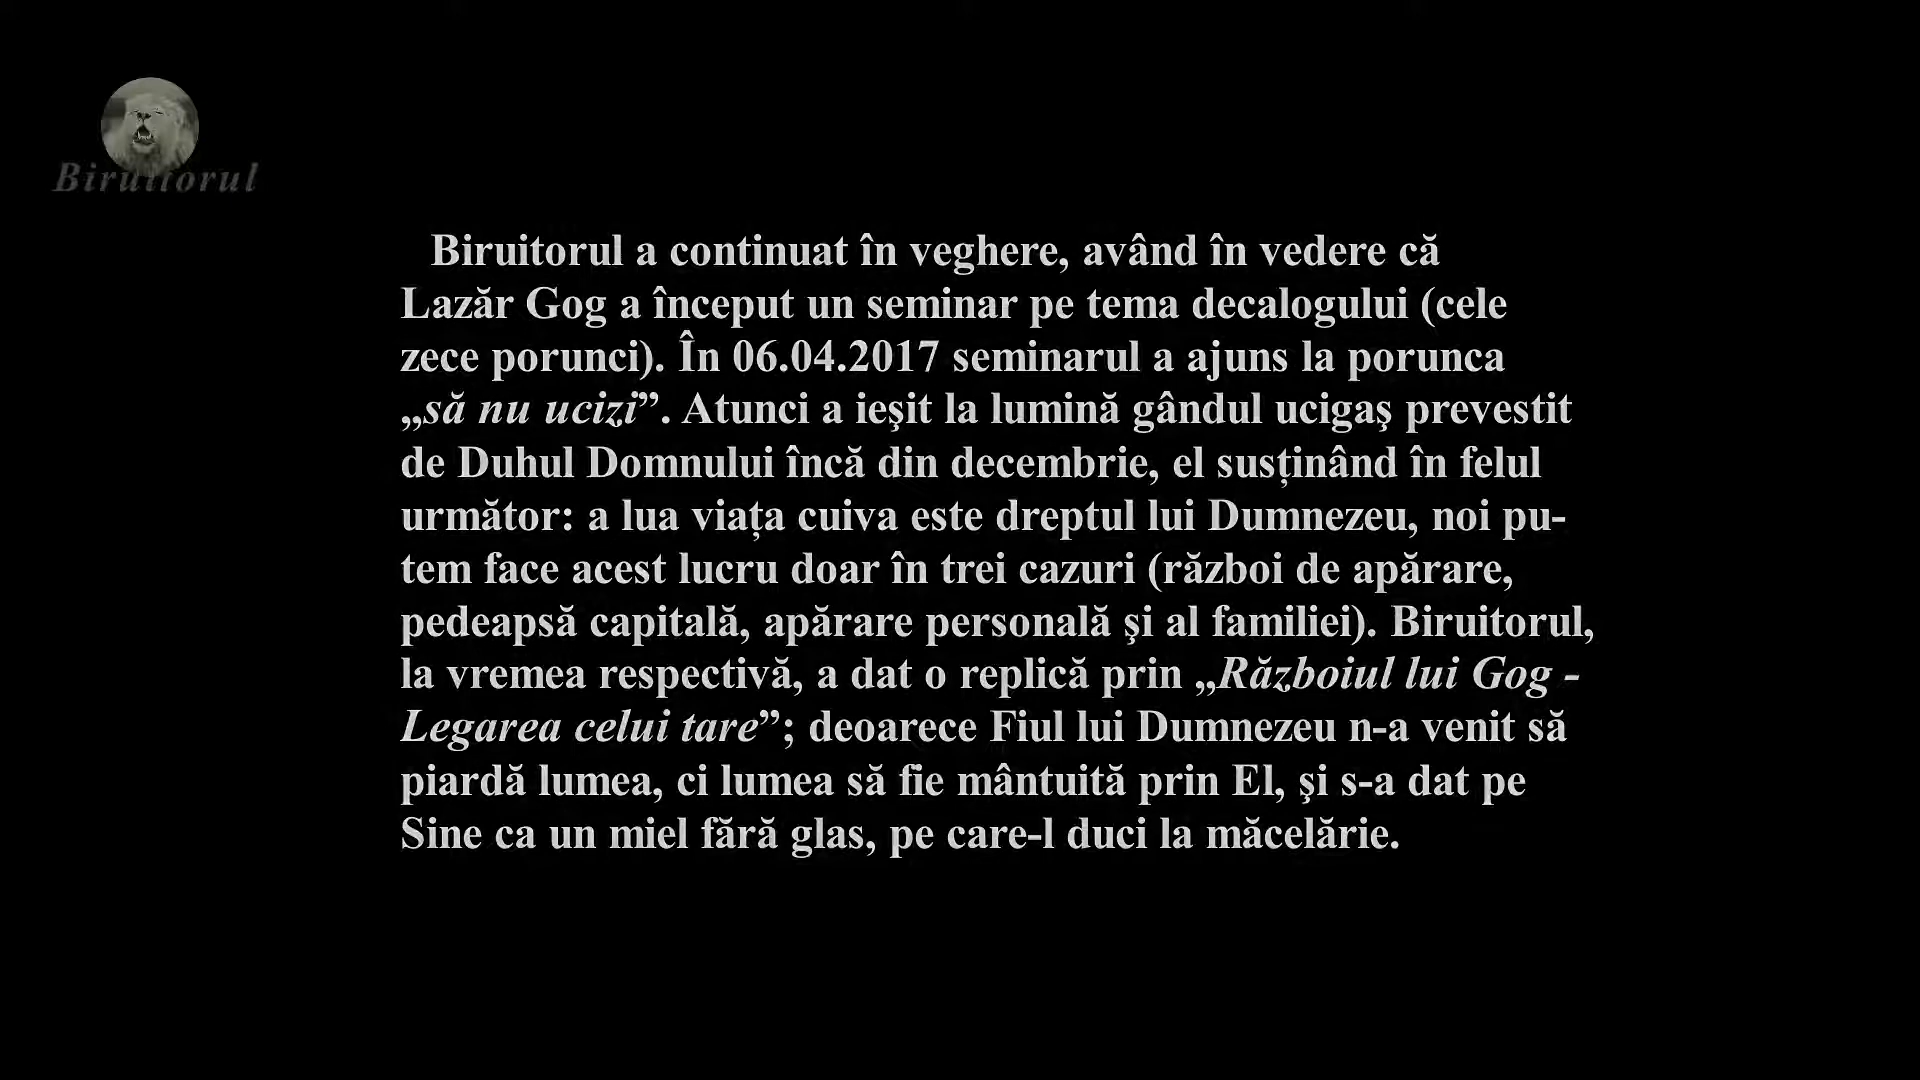 Biruitorul
Biruitorul a continuat în veghere, având în vedere că
Lazăr Gog a început un seminar pe tema decalogului (cele
zece porunci). În 06.04.2017 seminarul a ajuns la porunca
„să nu ucizi”. Atunci a ieşit la lumină gândul ucigaş prevestit
de Duhul Domnului încă din decembrie, el susținând în felul
următor: a lua viața cuiva este dreptul lui Dumnezeu, noi pu-
tem face acest lucru doar în trei cazuri (război de apărare,
pedeapsă capitală, apărare personală şi al familiei). Biruitorul,
la vremea respectivă, a dat o replică prin „Războiul lui Gog -
Legarea celui tare”; deoarece Fiul lui Dumnezeu n-a venit să
piardă lumea, ci lumea să fie mântuită prin El, şi s-a dat pe
Sine ca un miel fără glas, pe care-l duci la măcelărie.